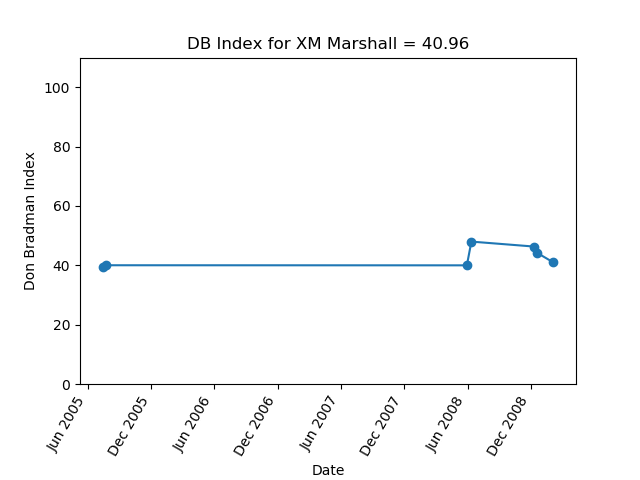 DB Index for XM Marshall = 40.96
Don Bradman Index
100
80
60
40
20
0
Jun 2005
Dec 2005
Jun 2006
Dec 2006
Jun 2007
Dec 2007
Jun 2008
Dec 2008
Date